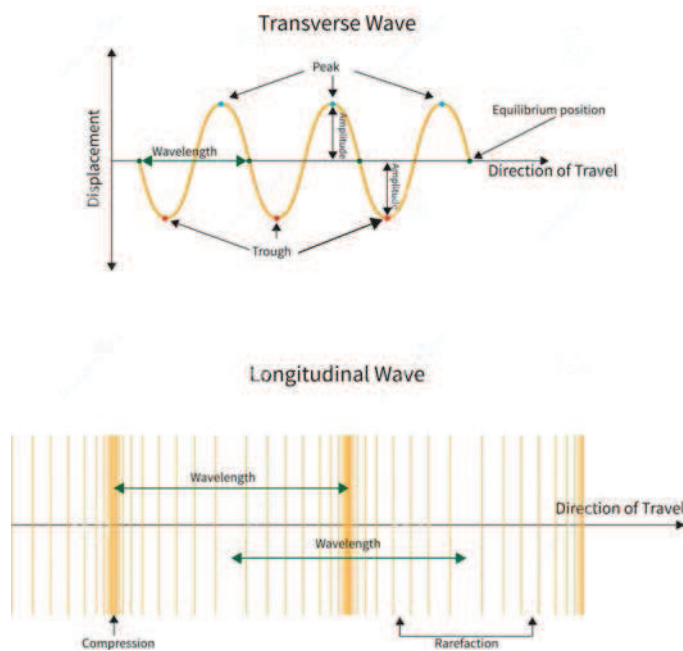 Transverse Wave
Peak
Equilibrium position
Displacement
Wavelength
Amplitude
Direction of Travel
Amplitude
Trough
Longitudinal Wave
Wavelength
Direction of Travel
Wavelength
Compression
Rarefaction